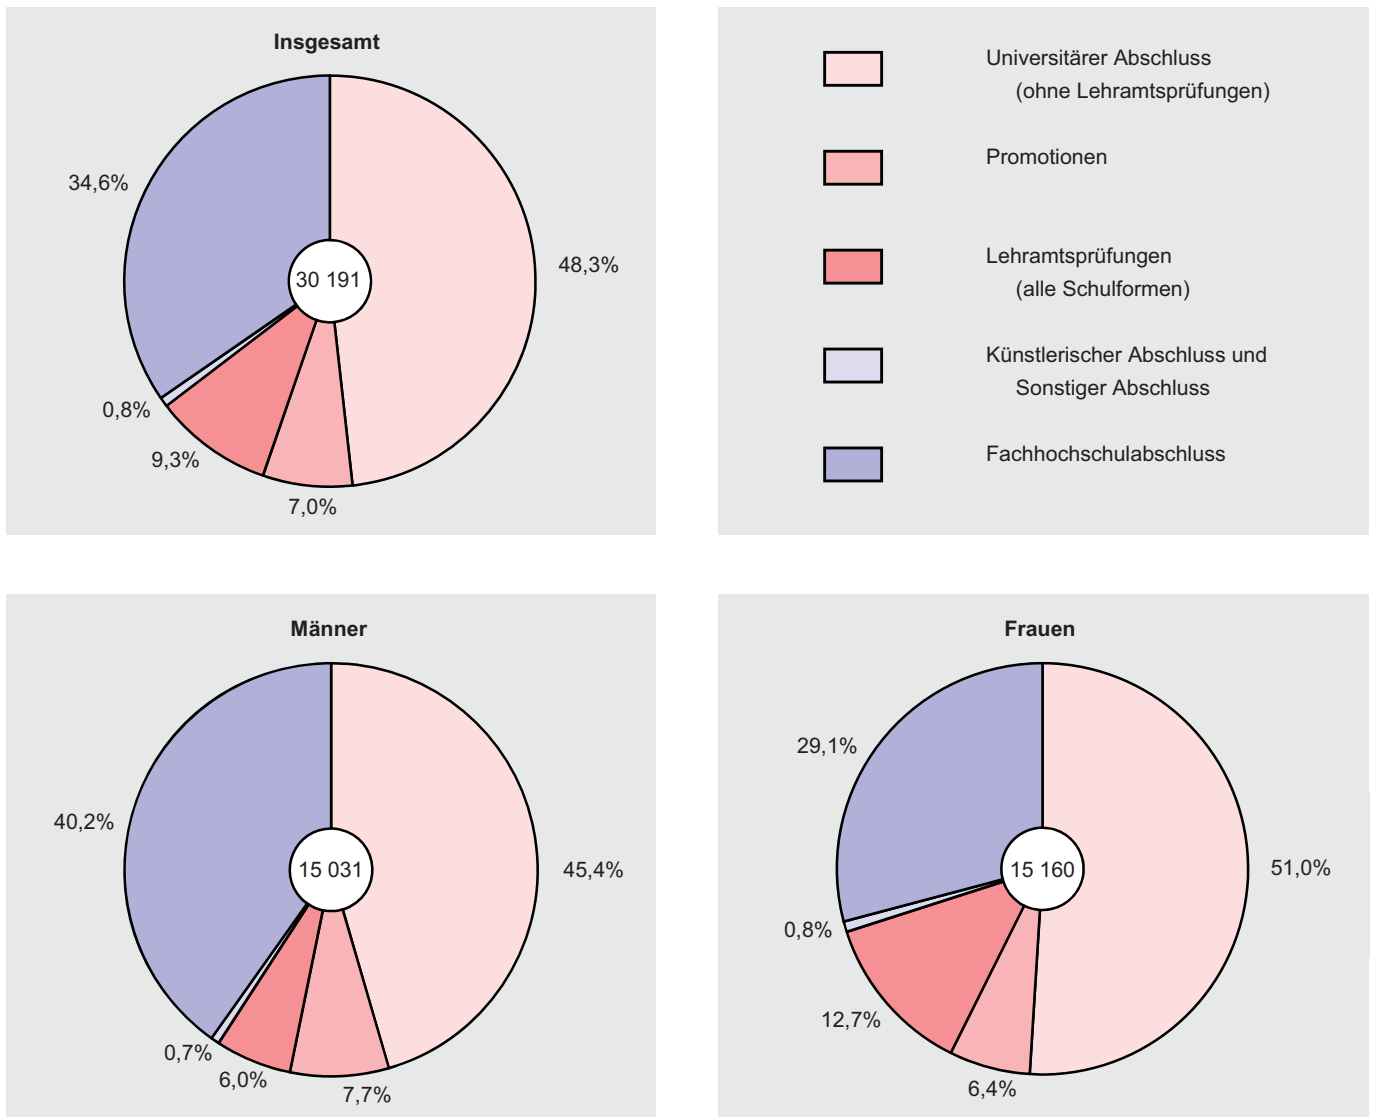 Insgesamt
34,6%
48,3%
30 191
0,8%
9,3%
7,0%
Universitärer Abschluss
(ohne Lehramtsprüfungen)
Promotionen
Lehramtsprüfungen
(alle Schulformen)
Künstlerischer Abschluss und
Sonstiger Abschluss
Fachhochschulabschluss
Männer
40,2%
15 031
45,4%
0,7%
6,0%
7,7%
Frauen
29,1%
15 160
51,0%
0,8%
12,7%
6,4%